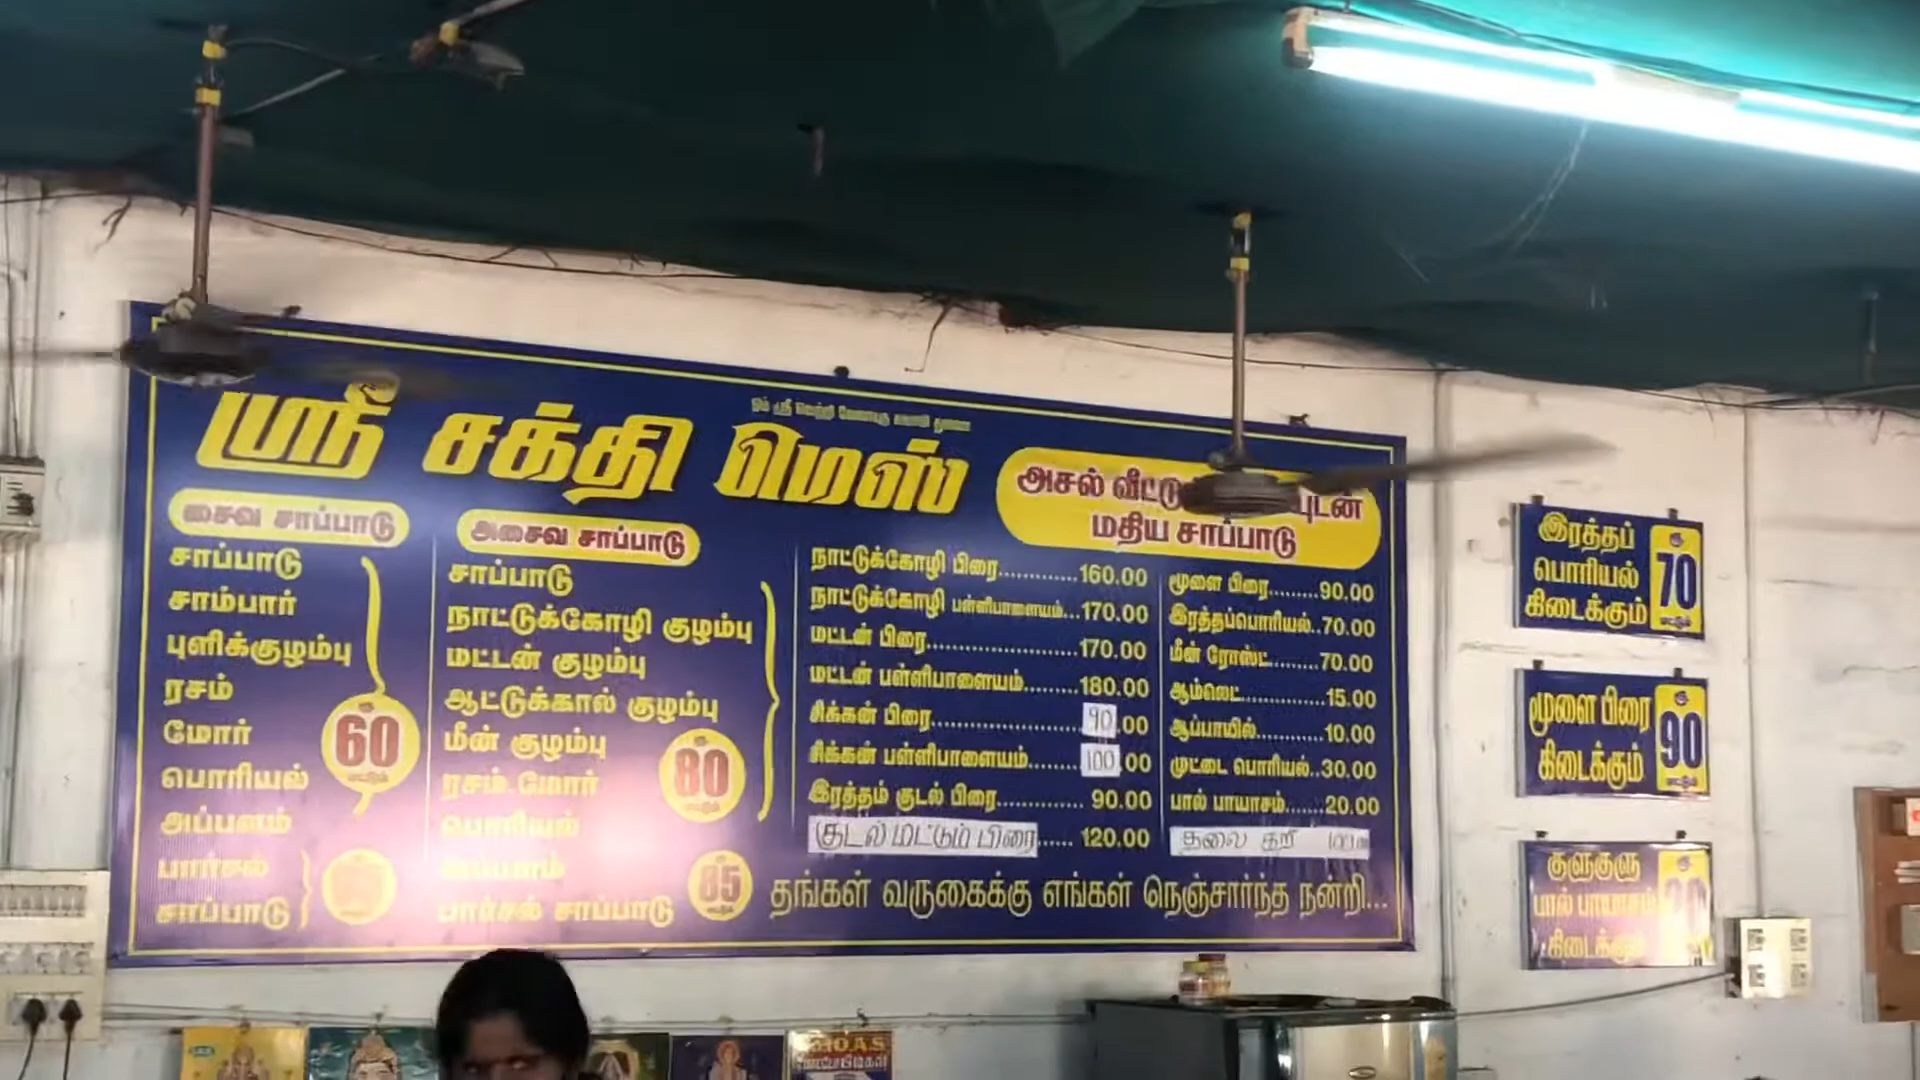 ஸ்ரீ சக்தி மெஸ்
அசல் வீட்டு
மதிய சாப்பாடு
சைவ சாப்பாடு
சாப்பாடு
சாம்பார்
புளிக்குழம்பு
ரசம்
மோர்
பொரியல்
அப்பளம்
60
பார்சல்
சாப்பாடு
அசைவ சாப்பாடு
சாப்பாடு
நாட்டுக்கோழி குழம்பு
மட்டன் குழம்பு
ஆட்டுக்கால் குழம்பு
மீன் குழம்பு
ரசம் மோர்
பொரியல்
அப்பளம்
ரூ
80
பார்சல் சாப்பாடு
ரூ
85
நாட்டுக்கோழி பிரை............160.00
நாட்டுக்கோழி பள்ளிபாளையம்...170.00
மட்டன் பிரை......................170.00
மட்டன் பள்ளிபாளையம்........180.00
சிக்கன் பிரை......................90.00
சிக்கன் பள்ளிபாளையம்........100.00
இரத்தம் குடல் பிரை............ 90.00
குடல் மட்டும் பிரை...... 120.00
மூளை பிரை........90.00
இரத்தப்பொரியல்..70.00
மீன் ரோஸ்ட்........70.00
ஆம்லெட்.............15.00
ஆப்பாயில்...........10.00
முட்டை பொரியல்..30.00
பால் பாயாசம்.......20.00
தலை கறி
தங்கள் வருகைக்கு எங்கள் நெஞ்சார்ந்த நன்றி...
இரத்தப்
பொரியல்
கிடைக்கும்
ரூ
70
மூளை பிரை
கிடைக்கும்
ரூ
90
குளுகுளு
பால் பாயாசம்
கிடைக்கும்